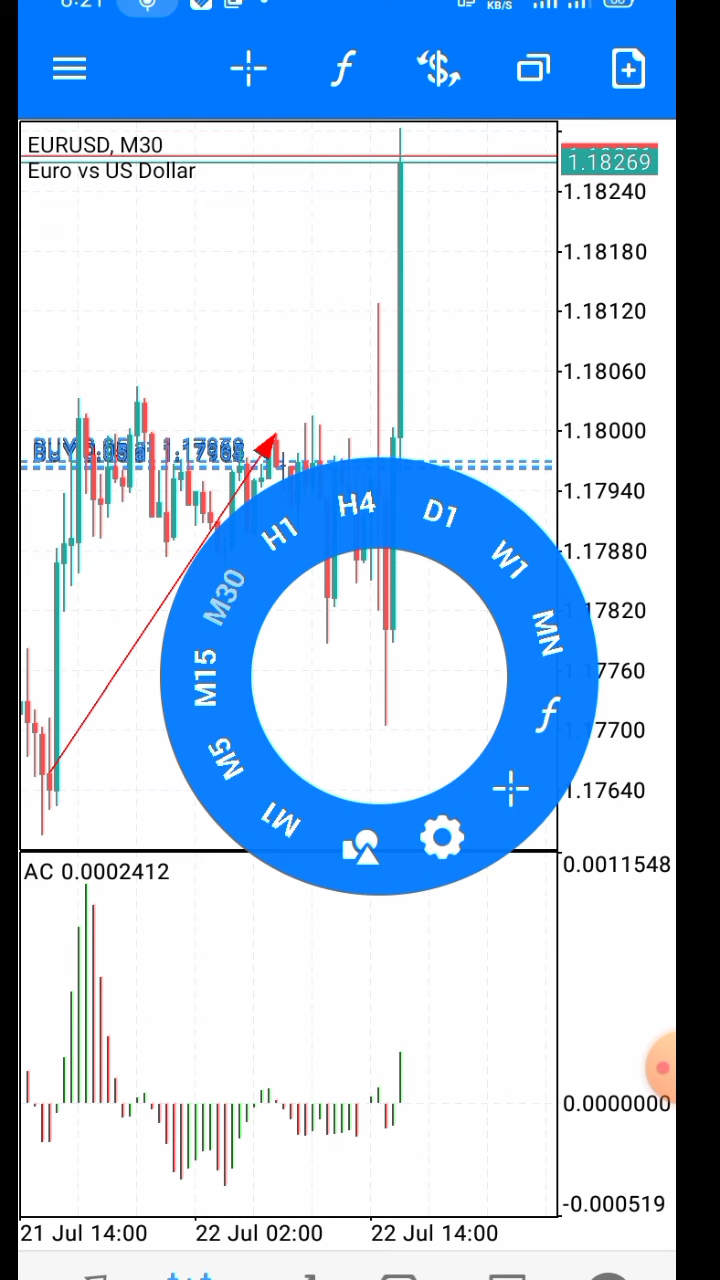 6:21
KB/S
EURUSD, M30
Euro vs US Dollar
1.18269
1.18240
1.18180
1.18120
1.18060
1.18000
1.17940
1.17880
1.17820
1.17760
1.17700
1.17640
H4
D1
H1
W1
M30
MN
M15
M5
M1
AC 0.0002412
0.0011548
0.0000000
-0.000519
21 Jul 14:00
22 Jul 02:00
22 Jul 14:00